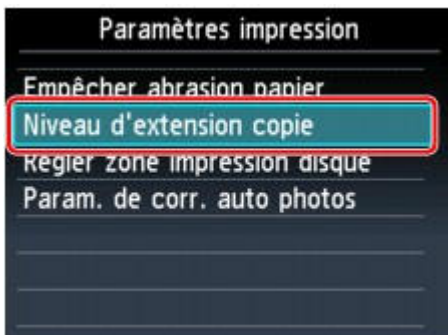 Paramètres impression
Empêcher abrasion papier
Niveau d'extension copie
Régler zone impression disque
Param. de corr. auto photos